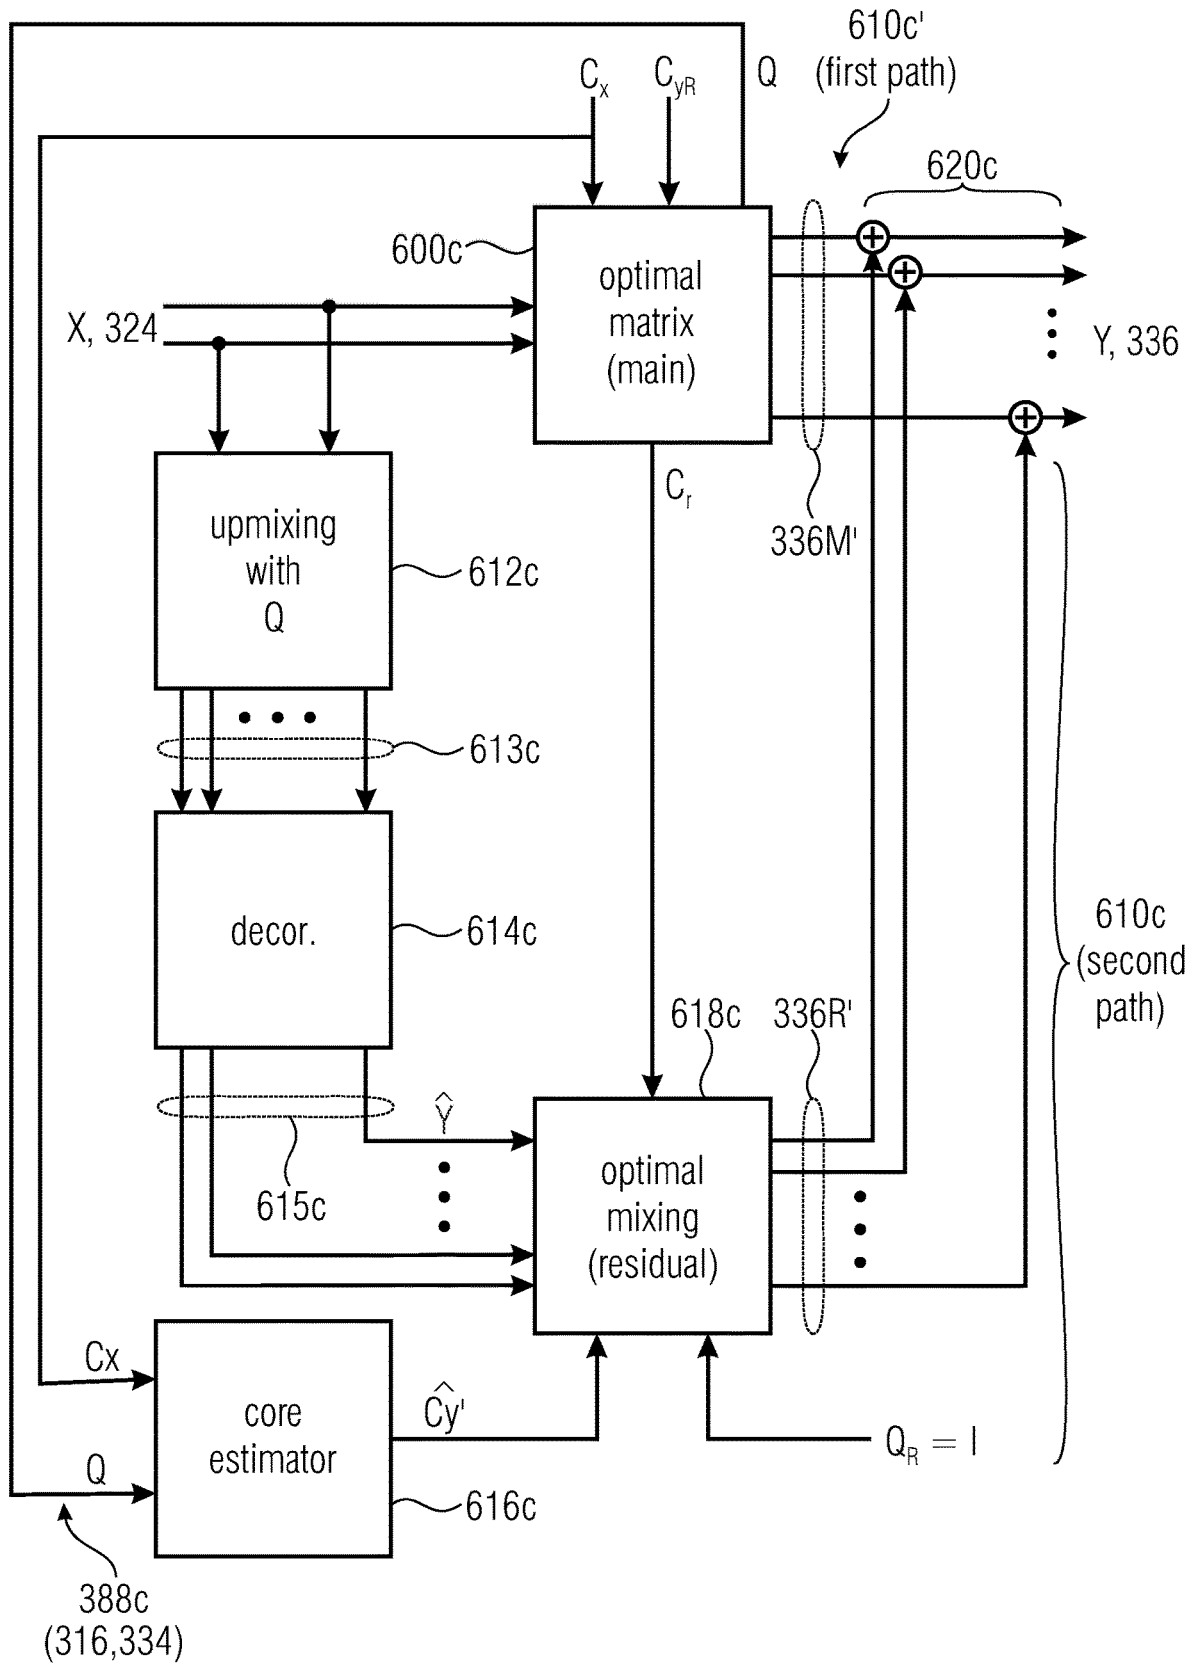 610c'
(first path)
Cx
CyR
Q
620c
600c
optimal
matrix
(main)
X, 324
Y, 336
Cr
336M'
upmixing
with
Q
612c
613c
decor.
614c
610c
(second
path)
618c
336R'
Ŷ
615c
optimal
mixing
(residual)
Cx
core
estimator
Ĉy'
QR = I
Q
616c
388c
(316,334)